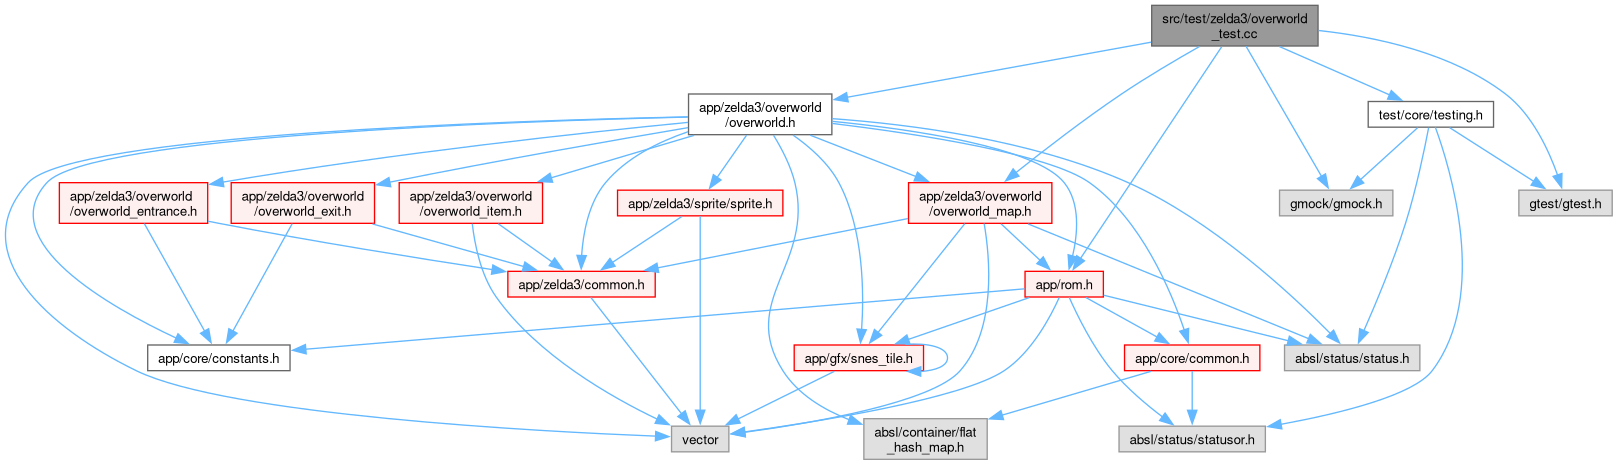 src/test/zelda3/overworld
_test.cc
app/zelda3/overworld
/overworld.h
test/core/testing.h
app/zelda3/overworld
/overworld_entrance.h
app/zelda3/overworld
/overworld_exit.h
app/zelda3/overworld
/overworld_item.h
app/zelda3/sprite/sprite.h
app/zelda3/overworld
/overworld_map.h
gmock/gmock.h
gtest/gtest.h
app/zelda3/common.h
app/rom.h
app/core/constants.h
app/gfx/snes_tile.h
app/core/common.h
absl/status/status.h
vector
absl/container/flat
_hash_map.h
absl/status/statusor.h